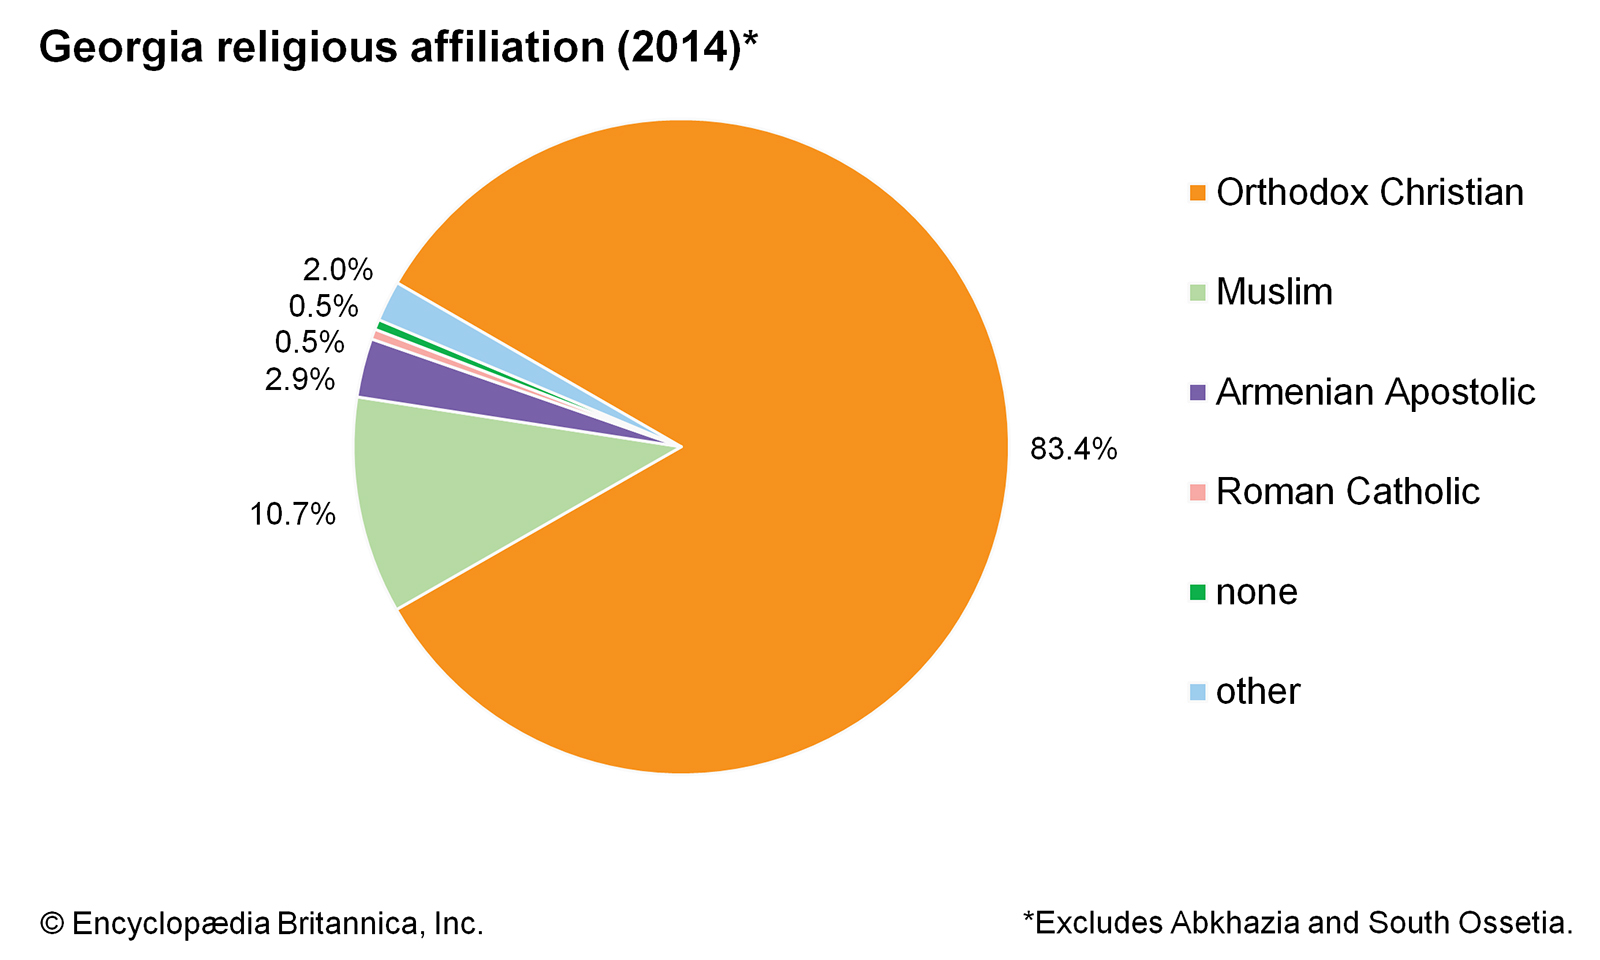 Georgia religious affiliation (2014)*
2.0%
0.5%
0.5%
2.9%
10.7%
83.4%
Orthodox Christian
Muslim
Armenian Apostolic
Roman Catholic
none
other
© Encyclopædia Britannica, Inc.
*Excludes Abkhazia and South Ossetia.